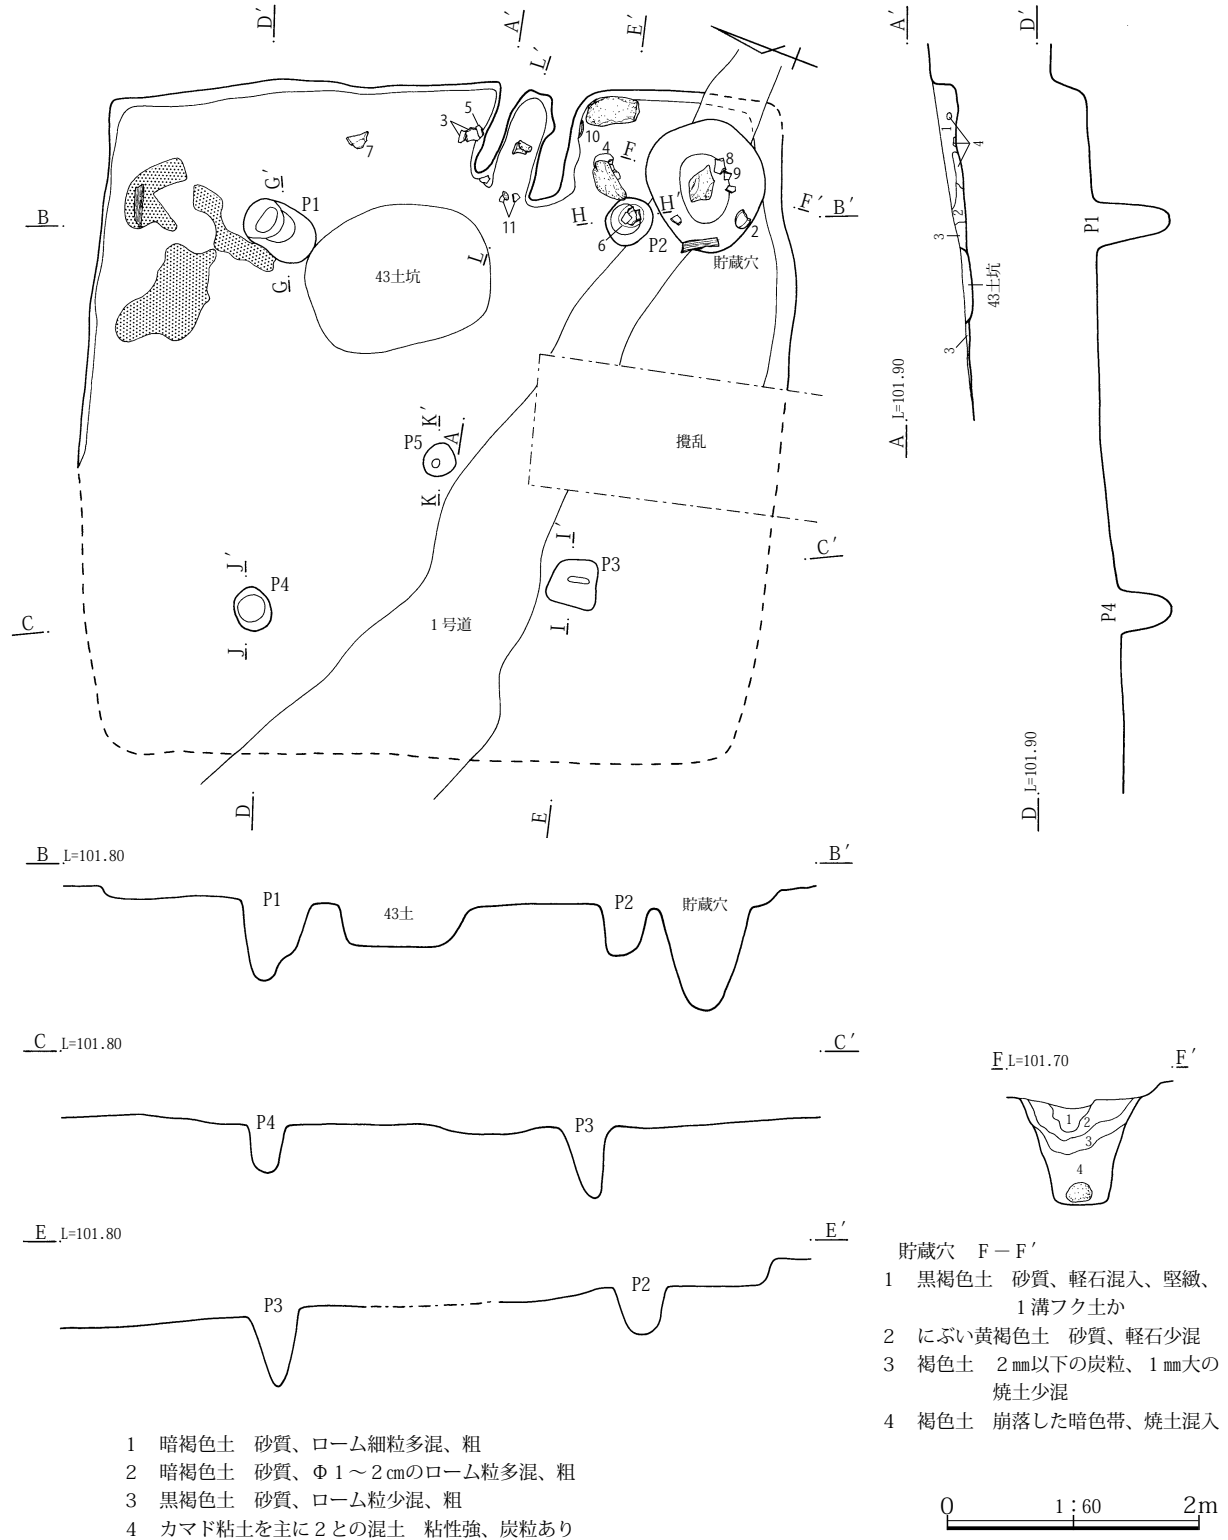 D′
A′
L′
E′
A′
D′
3
5
7
10
4
F
8
9
1
4
G′
P1
H
H′
2
F′
B
B′
11
6
P2
貯蔵穴
L
G
43土坑
2
1
3
43土坑
3
P1
K′
P5
A
K
攪乱
A L=101.90
I′
C′
J′
P4
P3
C
J
1号道
I
P4
D L=101.90
D
E
B L=101.80
B′
P1
43土
P2
貯蔵穴
C L=101.80
C′
P4
P3
F L=101.70
F′
1
2
3
4
E L=101.80
E′
P3
P2
貯蔵穴　F－F′
1　黒褐色土　砂質、軽石混入、堅緻、
1溝フク土か
2　にぶい黄褐色土　砂質、軽石少混
3　褐色土　2㎜以下の炭粒、1㎜大の
焼土少混
4　褐色土　崩落した暗色帯、焼土混入
1　暗褐色土　砂質、ローム細粒多混、粗
2　暗褐色土　砂質、Φ1～2㎝のローム粒多混、粗
3　黒褐色土　砂質、ローム粒少混、粗
4　カマド粘土を主に2との混土　粘性強、炭粒あり
0　1：60　2m